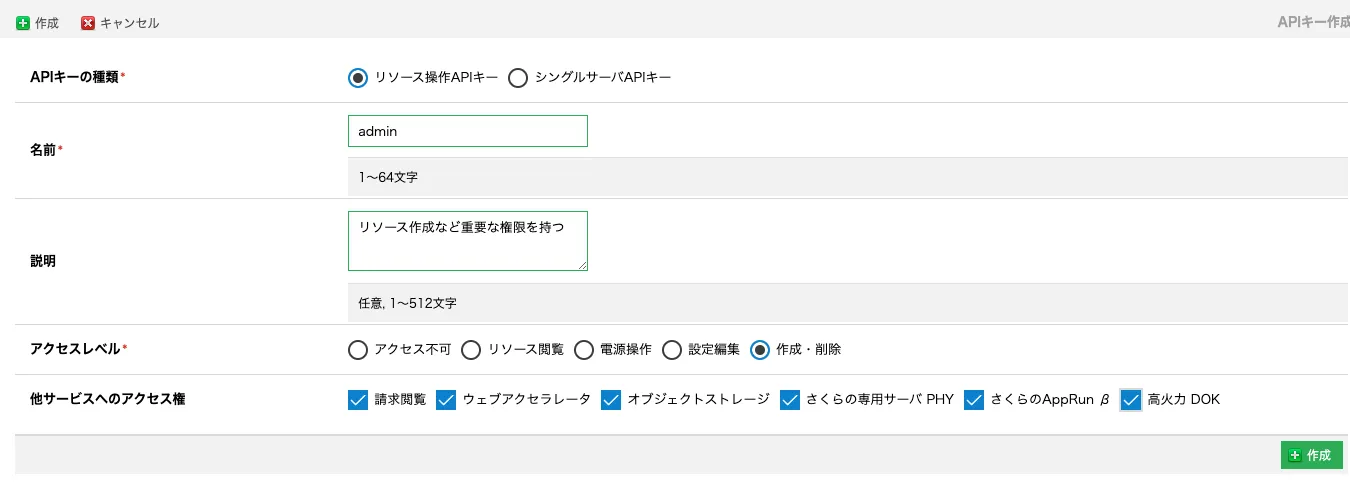 作成 キャンセル APIキー作成
APIキーの種類* リソース操作APIキー シングルサーバAPIキー
名前* admin
1〜64文字
説明 リソース作成など重要な権限を持つ
任意, 1〜512文字
アクセスレベル* アクセス不可 リソース閲覧 電源操作 設定編集 作成・削除
他サービスへのアクセス権 請求閲覧 ウェブアクセラレータ オブジェクトストレージ さくらの専用サーバ PHY さくらのAppRun β 高火力 DOK
作成